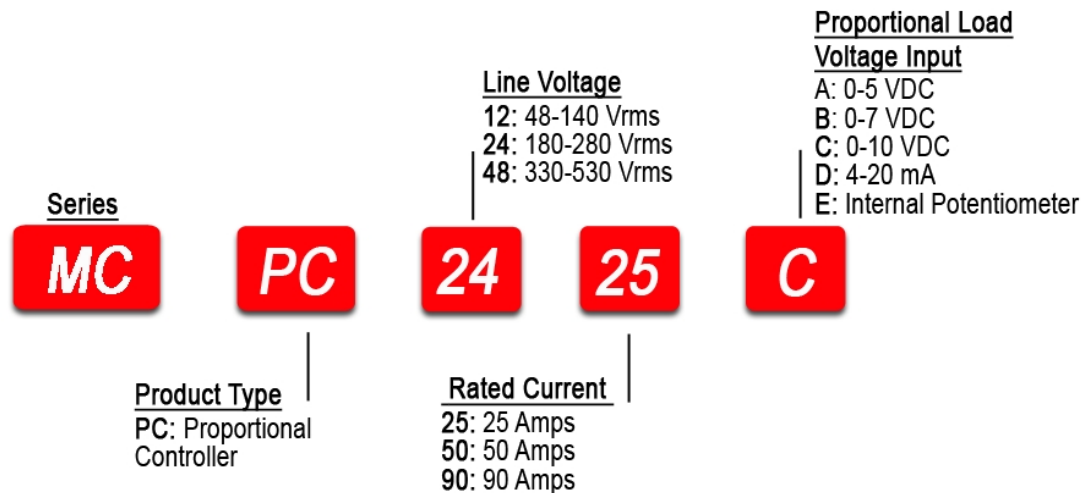 Proportional Load
Voltage Input
A: 0-5 VDC
B: 0-7 VDC
C: 0-10 VDC
D: 4-20 mA
E: Internal Potentiometer
Line Voltage
12: 48-140 Vrms
24: 180-280 Vrms
48: 330-530 Vrms
Series
MC PC 24 25 C
Product Type
PC: Proportional
Controller
Rated Current
25: 25 Amps
50: 50 Amps
90: 90 Amps